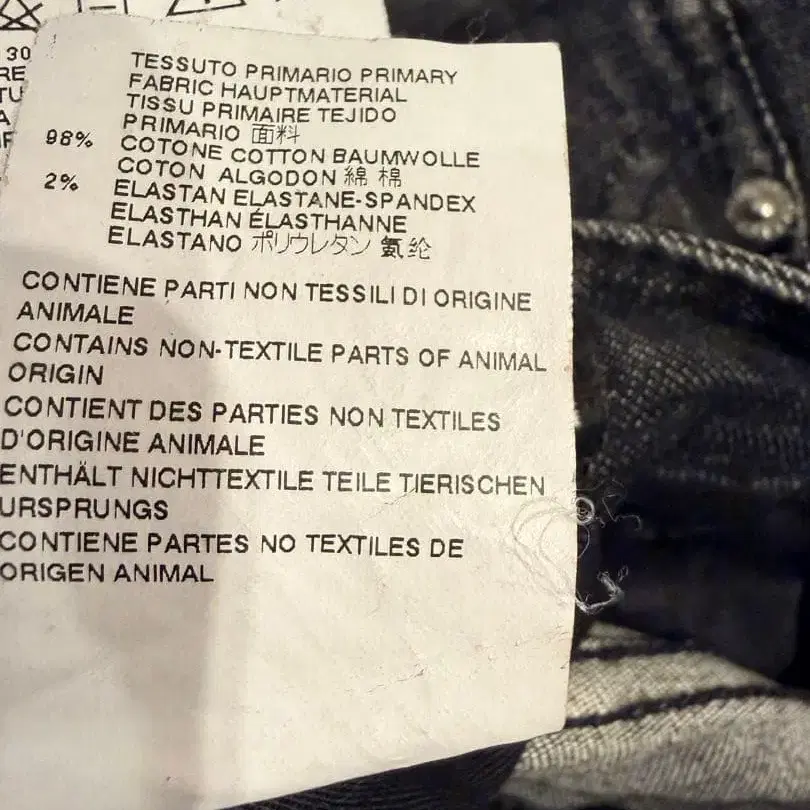 30
RE
TU
A
TESSUTO PRIMARIO PRIMARY
FABRIC HAUPTMATERIAL
TISSU PRIMAIRE TEJIDO
PRIMARIO 面料
98% COTONE COTTON BAUMWOLLE
COTON ALGODON 綿 棉
2% ELASTAN ELASTANE-SPANDEX
ELASTHAN ÉLASTHANNE
ELASTANO ポリウレタン 氨纶
CONTIENE PARTI NON TESSILI DI ORIGINE
ANIMALE
CONTAINS NON-TEXTILE PARTS OF ANIMAL
ORIGIN
CONTIENT DES PARTIES NON TEXTILES
D'ORIGINE ANIMALE
ENTHÄLT NICHTTEXTILE TEILE TIERISCHEN
URSPRUNGS
CONTIENE PARTES NO TEXTILES DE
ORIGEN ANIMAL